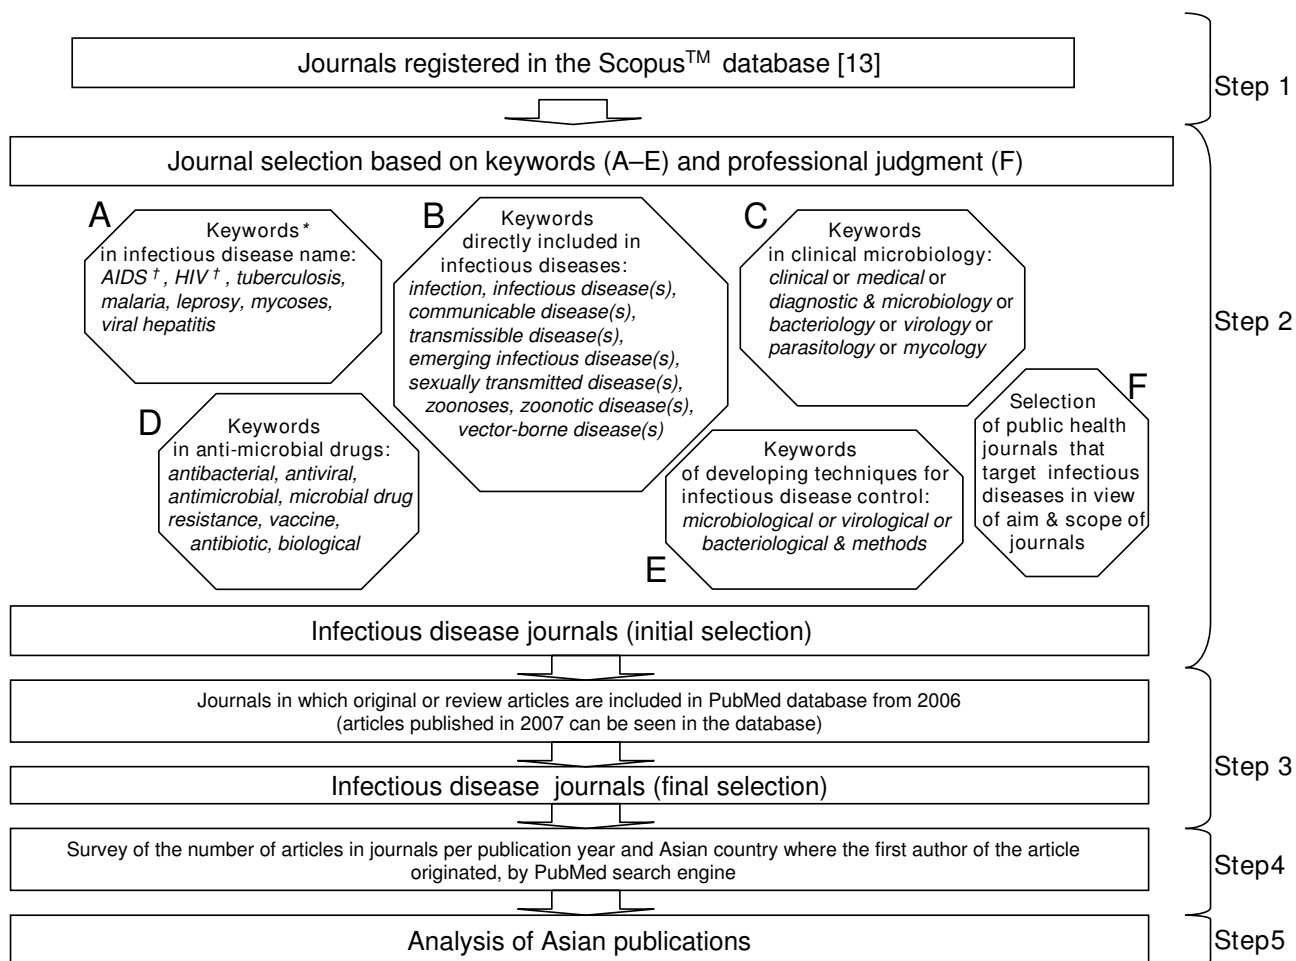 Journals registered in the Scopus™ database [13]
Step 1
Journal selection based on keywords (A–E) and professional judgment (F)
Step 2
A
Keywords*
in infectious disease name:
AIDS †, HIV †, tuberculosis,
malaria, leprosy, mycoses,
viral hepatitis
B
Keywords
directly included in
infectious diseases:
infection, infectious disease(s),
communicable disease(s),
transmissible disease(s),
emerging infectious disease(s),
sexually transmitted disease(s),
zoonoses, zoonotic disease(s),
vector-borne disease(s)
C
Keywords
in clinical microbiology:
clinical or medical or
diagnostic & microbiology or
bacteriology or virology or
parasitology or mycology
D
Keywords
in anti-microbial drugs:
antibacterial, antiviral,
antimicrobial, microbial drug
resistance, vaccine,
antibiotic, biological
E
Keywords
of developing techniques for
infectious disease control:
microbiological or virological or
bacteriological & methods
F
Selection
of public health
journals that
target infectious
diseases in view
of aim & scope of
journals
Infectious disease journals (initial selection)
Journals in which original or review articles are included in PubMed database from 2006
(articles published in 2007 can be seen in the database)
Step 3
Infectious disease journals (final selection)
Survey of the number of articles in journals per publication year and Asian country where the first author of the article
originated, by PubMed search engine
Step4
Analysis of Asian publications
Step5